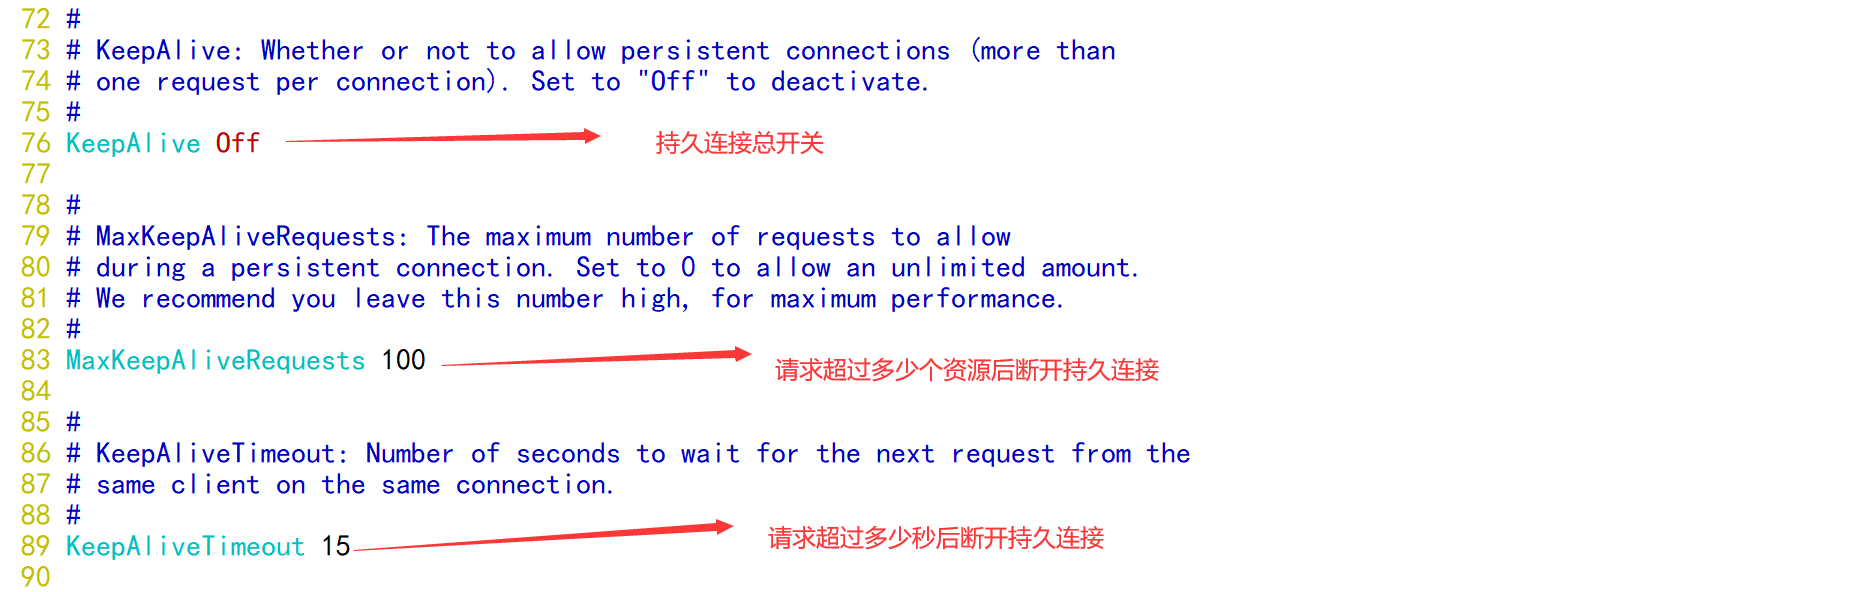 72 #
73 # KeepAlive: Whether or not to allow persistent connections (more than
74 # one request per connection). Set to "Off" to deactivate.
75 #
76 KeepAlive Off 持久连接总开关
77
78 #
79 # MaxKeepAliveRequests: The maximum number of requests to allow
80 # during a persistent connection. Set to 0 to allow an unlimited amount.
81 # We recommend you leave this number high, for maximum performance.
82 #
83 MaxKeepAliveRequests 100 请求超过多少个资源后断开持久连接
84
85 #
86 # KeepAliveTimeout: Number of seconds to wait for the next request from the
87 # same client on the same connection.
88 #
89 KeepAliveTimeout 15 请求超过多少秒后断开持久连接
90